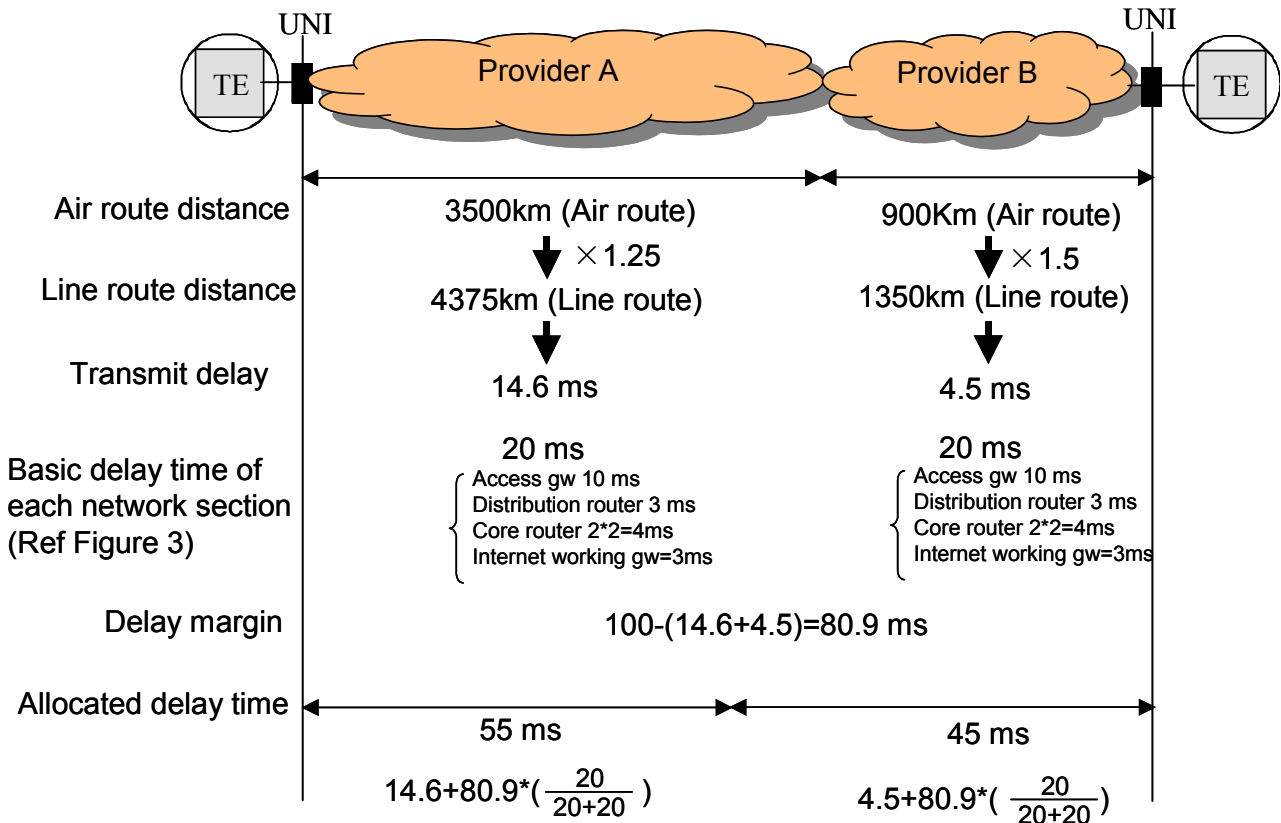 UNI
UNI
TE
Provider A
Provider B
TE
Air route distance
3500km (Air route)
900Km (Air route)
×1.25
×1.5
Line route distance
4375km (Line route)
1350km (Line route)
Transmit delay
14.6 ms
4.5 ms
Basic delay time of
each network section
(Ref Figure 3)
20 ms
Access gw 10 ms
Distribution router 3 ms
Core router 2*2=4ms
Internet working gw=3ms
20 ms
Access gw 10 ms
Distribution router 3 ms
Core router 2*2=4ms
Internet working gw=3ms
Delay margin
100-(14.6+4.5)=80.9 ms
Allocated delay time
55 ms
45 ms
14.6+80.9*(20/20+20)
4.5+80.9*(20/20+20)